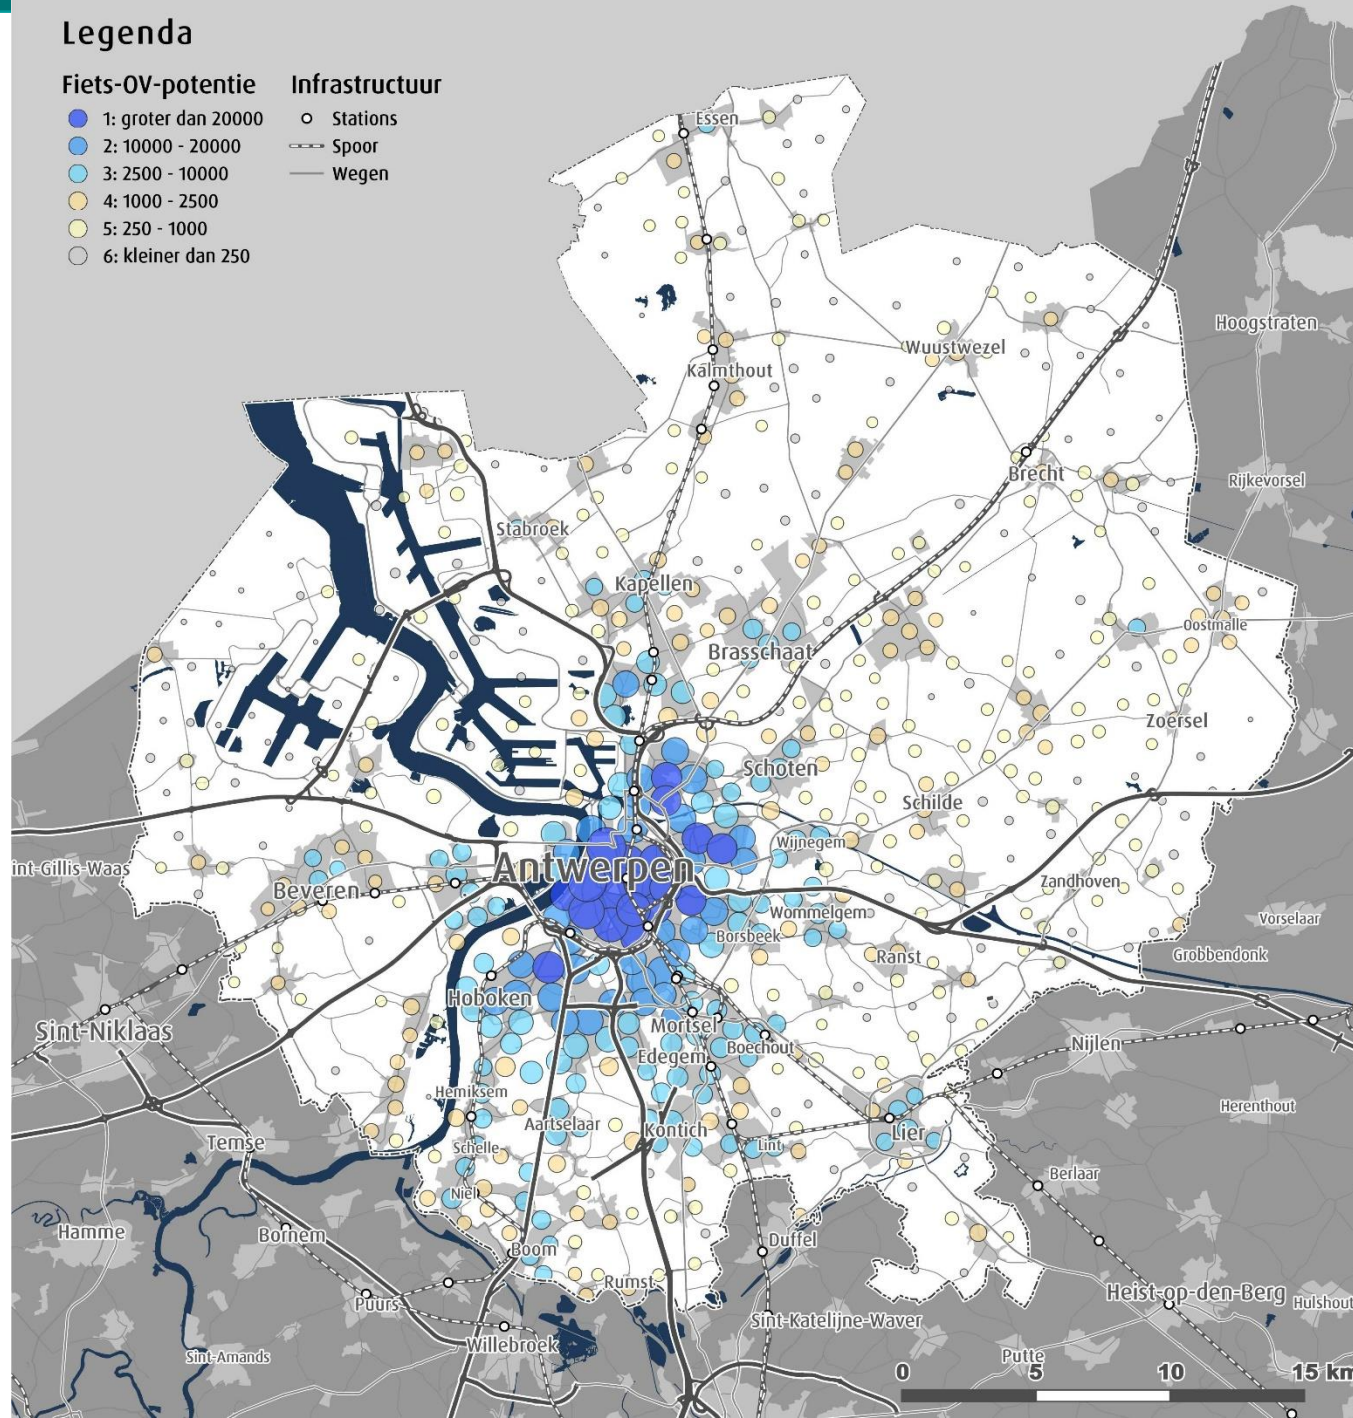 Legenda
Fiets-OV-potentie
1: groter dan 20000
2: 10000 - 20000
3: 2500 - 10000
4: 1000 - 2500
5: 250 - 1000
6: kleiner dan 250
Infrastructuur
Stations
Spoor
Wegen
Essen
Hoogstraten
Wuustwezel
Kalmthout
Brecht
Rijkevorsel
Stabroek
Kapellen
Oostmalle
Brasschaat
Zoersel
Schoten
Schilde
Wijnegem
int-Gillis-Waas
Antwerpen
Zandhoven
Beveren
Wommelgem
Vorselaar
Borsbeek
Ranst
Grobbendonk
Hoboken
Sint-Niklaas
Mortsel
Edegem
Boechout
Nijlen
Hemiksem
Herenthout
Aartselaar
Kontich
Lier
Temse
Schelle
Lint
Berlaar
Niel
Hamme
Bornem
Boom
Duffel
Rumst
Puurs
Heist-op-den-Berg
Hulshout
Sint-Katelijne-Waver
Willebroek
Sint-Amands
Putte
0 5 10 15 km